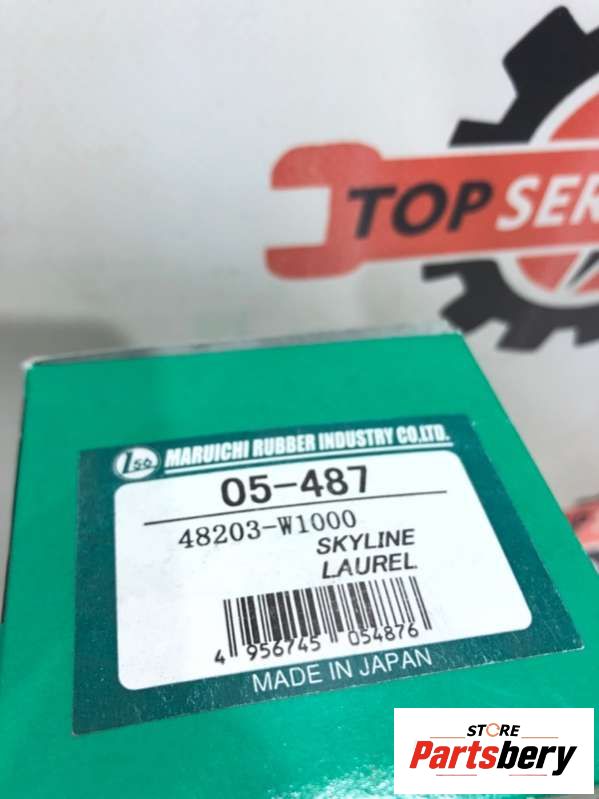 TOP SER
Iso MARUICHI RUBBER INDUSTRY CO.LTD.
05-487
48203-W1000
SKYLINE
LAUREL
4 956745 054876
MADE IN JAPAN
STORE
Partsbery